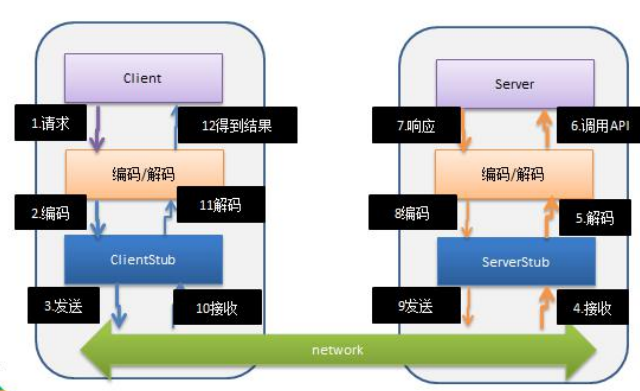 Client
1.请求
12得到结果
编码/解码
2.编码
11解码
ClientStub
3.发送
10接收
Server
7.响应
6.调用API
编码/解码
8编码
5.解码
ServerStub
9发送
4.接收
network